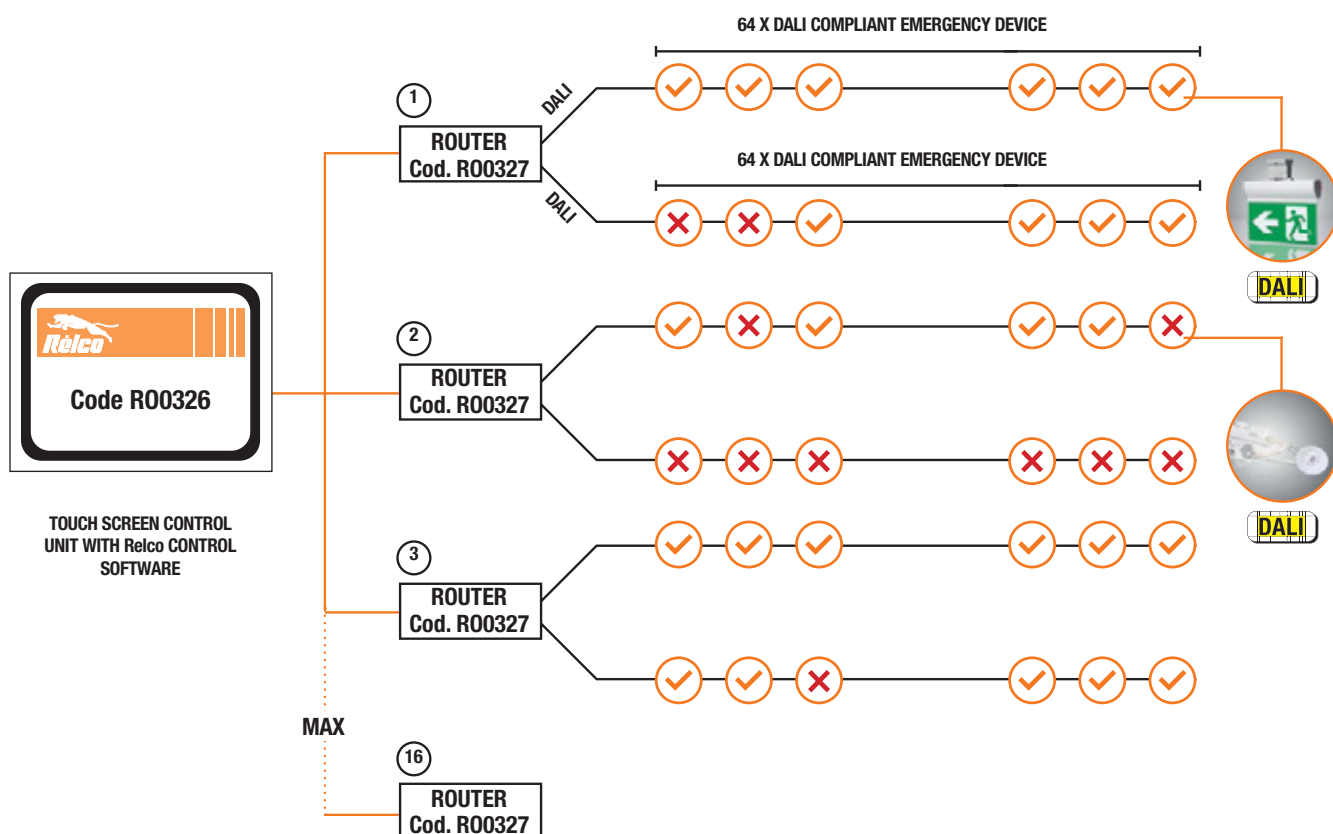 64 X DALI COMPLIANT EMERGENCY DEVICE
1
DALI
ROUTER
Cod. RO0327
DALI
64 X DALI COMPLIANT EMERGENCY DEVICE
DALI
Relco
Code RO0326
TOUCH SCREEN CONTROL
UNIT WITH Relco CONTROL
SOFTWARE
2
ROUTER
Cod. RO0327
DALI
3
ROUTER
Cod. RO0327
MAX
16
ROUTER
Cod. RO0327